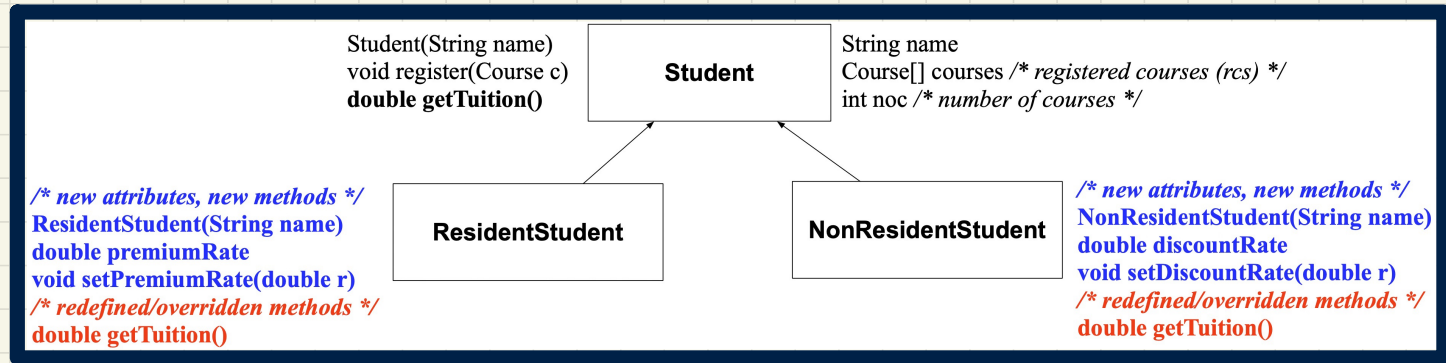 Student(String name)
void register(Course c)
double getTuition()
Student
String name
Course[] courses /* registered courses (rcs) */
int noc /* number of courses */
/* new attributes, new methods */
ResidentStudent(String name)
double premiumRate
void setPremiumRate(double r)
/* redefined/overridden methods */
double getTuition()
ResidentStudent
NonResidentStudent
/* new attributes, new methods */
NonResidentStudent(String name)
double discountRate
void setDiscountRate(double r)
/* redefined/overridden methods */
double getTuition()